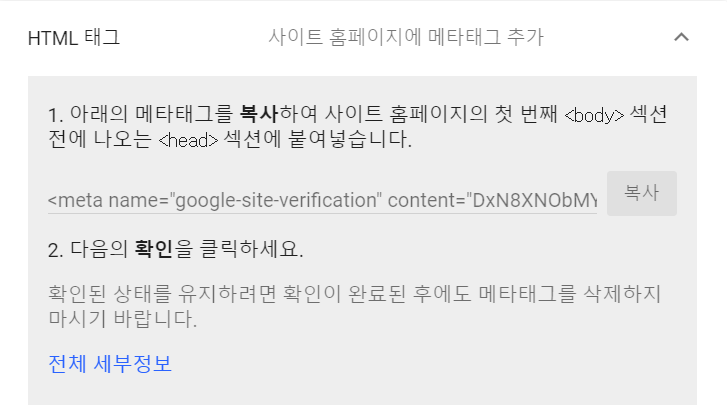 HTML 태그 사이트 홈페이지에 메타태그 추가
1. 아래의 메타태그를 복사하여 사이트 홈페이지의 첫 번째 <body> 섹션
전에 나오는 <head> 섹션에 붙여넣습니다.
<meta name="google-site-verification" content="DxN8XNObMY 복사
2. 다음의 확인을 클릭하세요.
확인된 상태를 유지하려면 확인이 완료된 후에도 메타태그를 삭제하지
마시기 바랍니다.
전체 세부정보